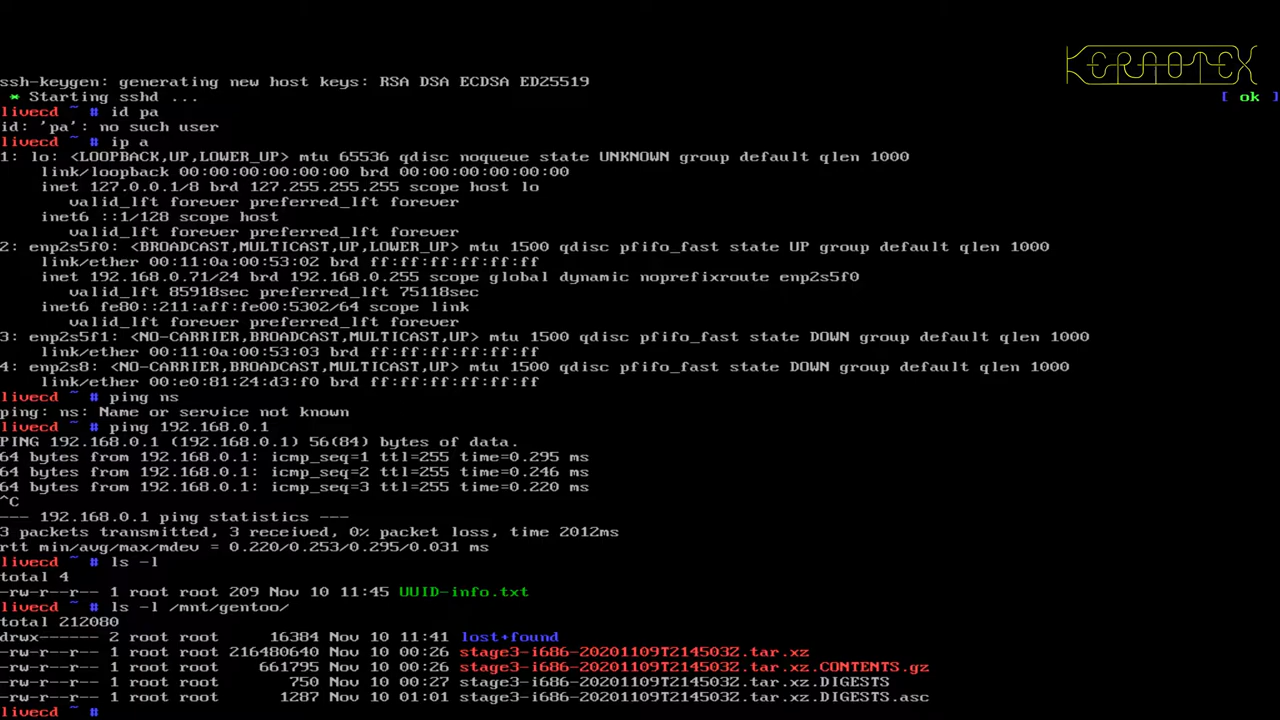 KERAOTEX
ssh-keygen: generating new host keys: RSA DSA ECDSA ED25519
 * Starting sshd ... [ ok ]
livecd ~ # id pa
id: 'pa': no such user
livecd ~ # ip a
1: lo: <LOOPBACK,UP,LOWER_UP> mtu 65536 qdisc noqueue state UNKNOWN group default qlen 1000
    link/loopback 00:00:00:00:00:00 brd 00:00:00:00:00:00
    inet 127.0.0.1/8 brd 127.255.255.255 scope host lo
       valid_lft forever preferred_lft forever
    inet6 ::1/128 scope host
       valid_lft forever preferred_lft forever
2: enp2s5f0: <BROADCAST,MULTICAST,UP,LOWER_UP> mtu 1500 qdisc pfifo_fast state UP group default qlen 1000
    link/ether 00:11:0a:00:53:02 brd ff:ff:ff:ff:ff:ff
    inet 192.168.0.71/24 brd 192.168.0.255 scope global dynamic noprefixroute enp2s5f0
       valid_lft 85918sec preferred_lft 75118sec
    inet6 fe80::211:aff:fe00:5302/64 scope link
       valid_lft forever preferred_lft forever
3: enp2s5f1: <NO-CARRIER,BROADCAST,MULTICAST,UP> mtu 1500 qdisc pfifo_fast state DOWN group default qlen 1000
    link/ether 00:11:0a:00:53:03 brd ff:ff:ff:ff:ff:ff
4: enp2s8: <NO-CARRIER,BROADCAST,MULTICAST,UP> mtu 1500 qdisc pfifo_fast state DOWN group default qlen 1000
    link/ether 00:e0:81:24:d3:f0 brd ff:ff:ff:ff:ff:ff
livecd ~ # ping ns
ping: ns: Name or service not known
livecd ~ # ping 192.168.0.1
PING 192.168.0.1 (192.168.0.1) 56(84) bytes of data.
64 bytes from 192.168.0.1: icmp_seq=1 ttl=255 time=0.295 ms
64 bytes from 192.168.0.1: icmp_seq=2 ttl=255 time=0.246 ms
64 bytes from 192.168.0.1: icmp_seq=3 ttl=255 time=0.220 ms
^C
--- 192.168.0.1 ping statistics ---
3 packets transmitted, 3 received, 0% packet loss, time 2012ms
rtt min/avg/max/mdev = 0.220/0.253/0.295/0.031 ms
livecd ~ # ls -l
total 4
-rw-r--r-- 1 root root 209 Nov 10 11:45 UUID-info.txt
livecd ~ # ls -l /mnt/gentoo/
total 212080
drwx------ 2 root root     16384 Nov 10 11:41 lost+found
-rw-r--r-- 1 root root 216480640 Nov 10 00:26 stage3-i686-20201109T214503Z.tar.xz
-rw-r--r-- 1 root root    661795 Nov 10 00:26 stage3-i686-20201109T214503Z.tar.xz.CONTENTS.gz
-rw-r--r-- 1 root root       750 Nov 10 00:27 stage3-i686-20201109T214503Z.tar.xz.DIGESTS
-rw-r--r-- 1 root root      1287 Nov 10 01:01 stage3-i686-20201109T214503Z.tar.xz.DIGESTS.asc
livecd ~ #